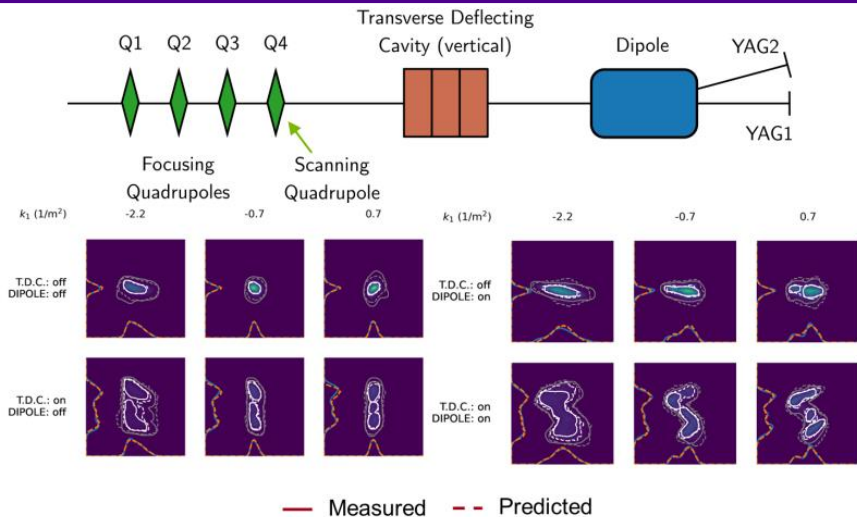 Transverse Deflecting
Cavity (vertical)
Q1 Q2 Q3 Q4
Dipole
YAG2
YAG1
Focusing
Quadrupoles
Scanning
Quadrupole
k₁ (1/m²) -2.2 -0.7 0.7
T.D.C.: off
DIPOLE: off
T.D.C.: on
DIPOLE: off
k₁ (1/m²) -2.2 -0.7 0.7
T.D.C.: off
DIPOLE: on
T.D.C.: on
DIPOLE: on
Measured Predicted